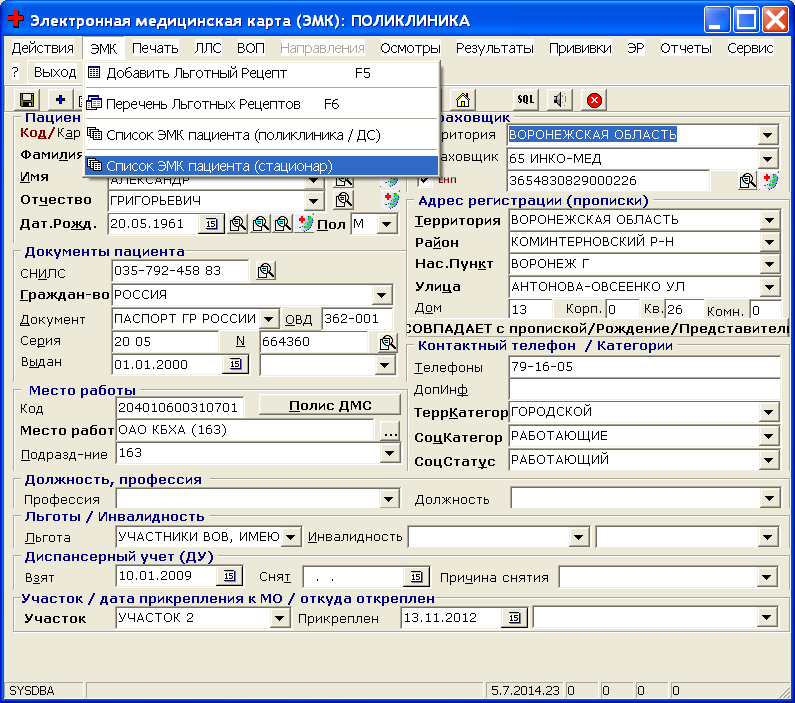 Электронная медицинская карта (ЭМК): ПОЛИКЛИНИКА
Действия ЭМК Печать ЛЛС ВОП Направления Осмотры Результаты Прививки ЭР Отчеты Сервис
? Выход
Добавить Льготный Рецепт F5
Перечень Льготных Рецептов F6
Список ЭМК пациента (поликлиника / ДС)
Список ЭМК пациента (стационар)
SQL
Пациен
раховщик
Код/Кар
ритория ВОРОНЕЖСКАЯ ОБЛАСТЬ
Фамилия
аховщик 65 ИНКО-МЕД
Имя АЛЕКСАНДР
ЕНП 3654830829000226
Отчество ГРИГОРЬЕВИЧ
Дат.Рожд. 20.05.1961 15 Пол М
Адрес регистрации (прописки)
Территория ВОРОНЕЖСКАЯ ОБЛАСТЬ
Район КОМИНТЕРНОВСКИЙ Р-Н
Нас.Пункт ВОРОНЕЖ Г
Улица АНТОНОВА-ОВСЕЕНКО УЛ
Дом 13 Корп. 0 Кв. 26 Комн. 0
СОВПАДАЕТ с пропиской/Рождение/Представител
Документы пациента
СНИЛС 035-792-458 83
Граждан-во РОССИЯ
Документ ПАСПОРТ ГР РОССИИ ОВД 362-001
Серия 20 05 N 664360
Выдан 01.01.2000 15
Контактный телефон / Категории
Телефоны 79-16-05
ДопИнф
ТеррКатегор ГОРОДСКОЙ
СоцКатегор РАБОТАЮЩИЕ
СоцСтатус РАБОТАЮЩИЙ
Место работы
Код 204010600310701 Полис ДМС
Место работ ОАО КБХА (163) ...
Подразд-ние 163
Должность, профессия
Профессия Должность
Льготы / Инвалидность
Льгота УЧАСТНИКИ ВОВ, ИМЕЮ Инвалидность
Диспансерный учет (ДУ)
Взят 10.01.2009 15 Снят . . 15 Причина снятия
Участок / дата прикрепления к МО / откуда откреплен
Участок УЧАСТОК 2 Прикреплен 13.11.2012 15
SYSDBA 5.7.2014.23 0 0 0 0